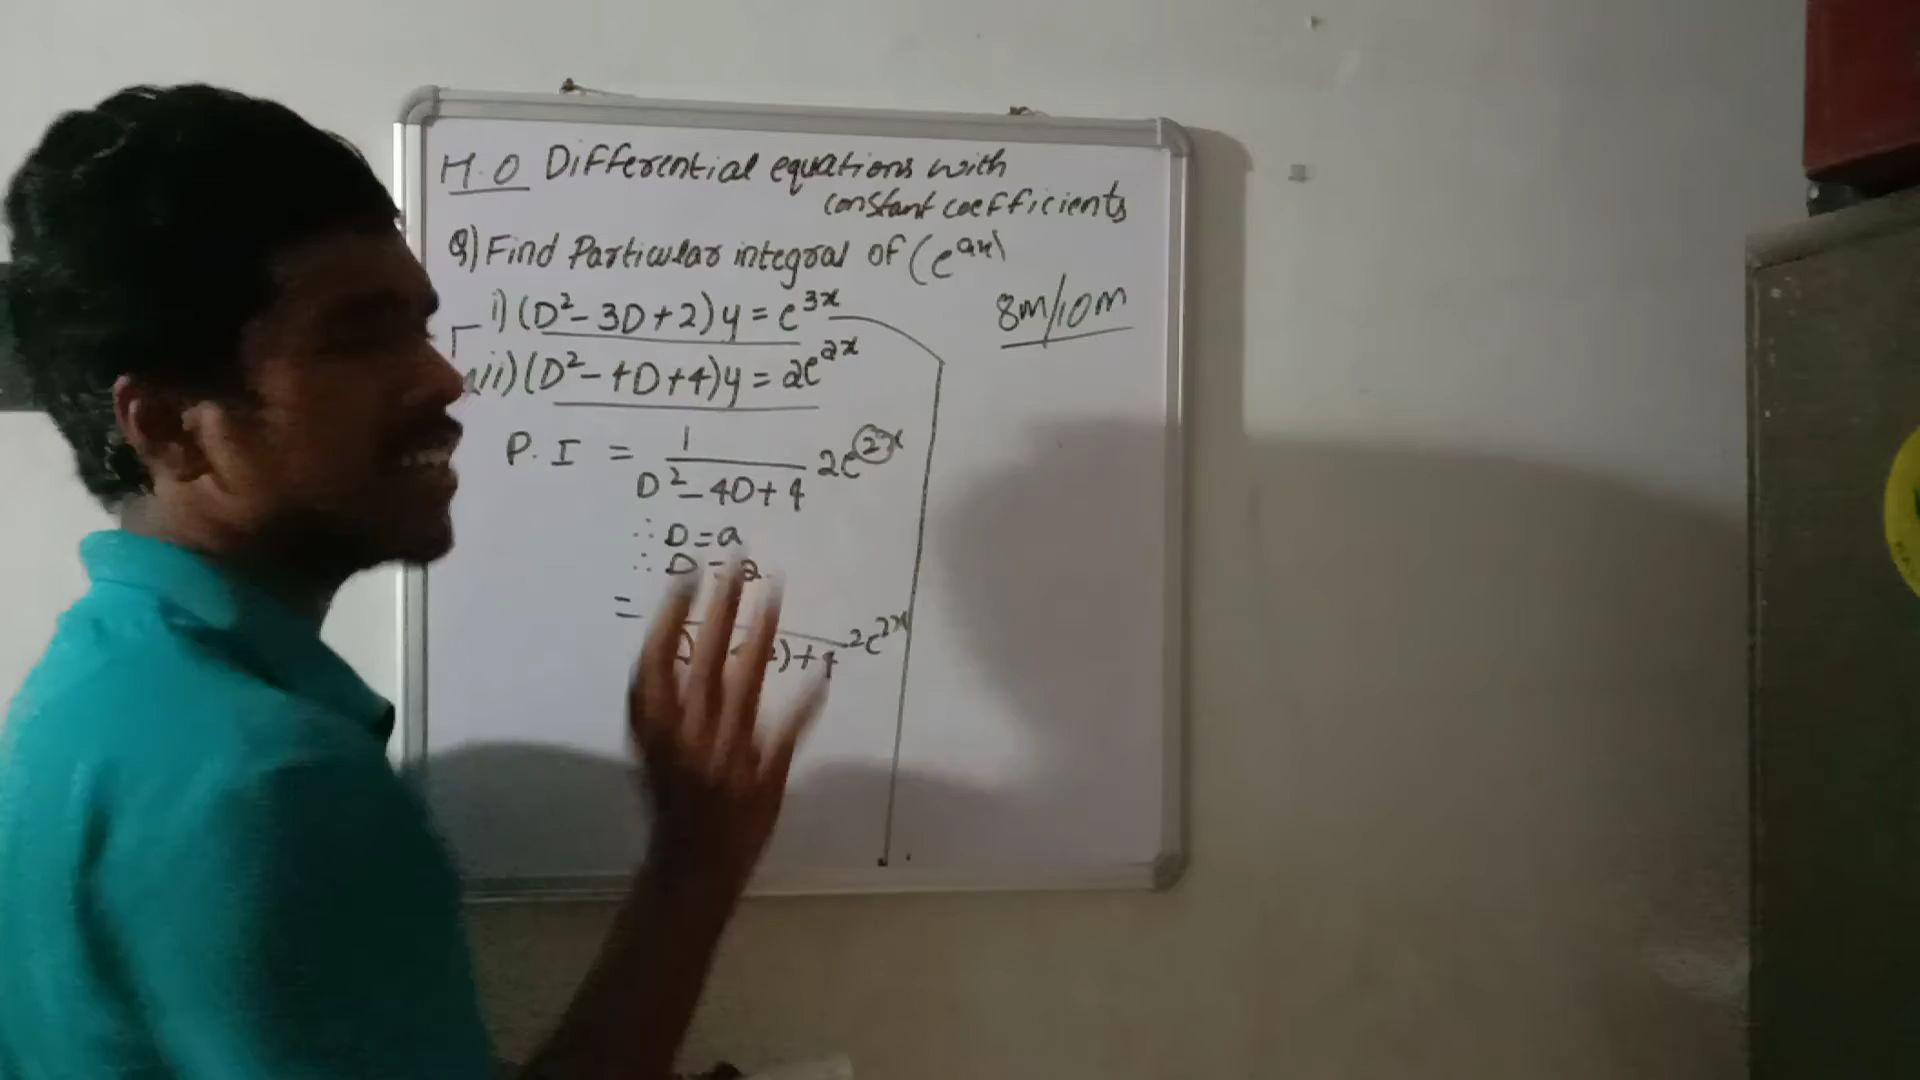 H.O Differential equations with
constant coefficients
Q) Find Particular integral of (e^ax)
i) (D² - 3D + 2) y = e^3x
8m/10m
ii) (D² - 4D + 4) y = 2e^2x
P.I = 1 / D² - 4D + 4 2e^2x
∴ D = a
∴ D = 2
= ) + 4 2e^2x